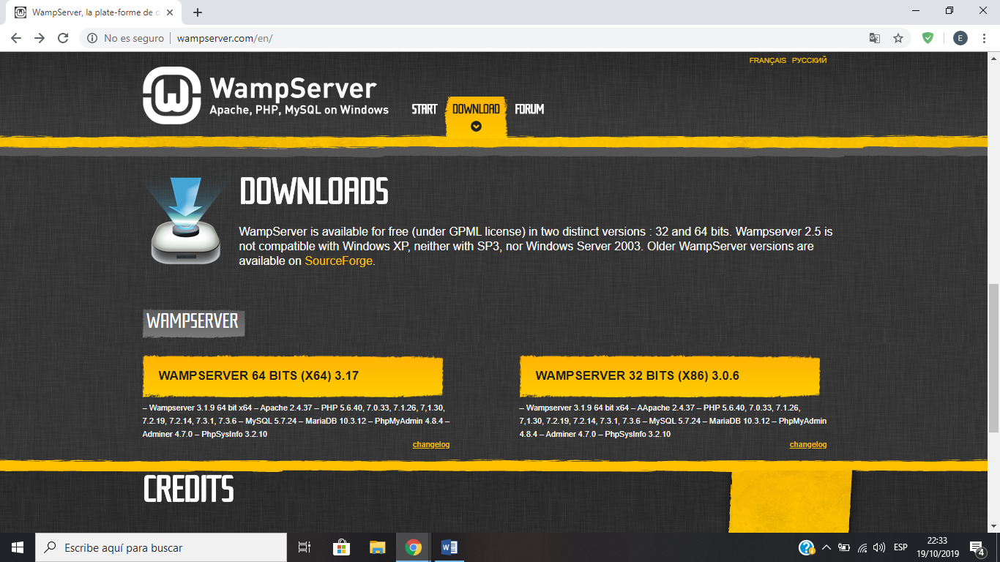 WampServer, la plate-forme de d
No es seguro
wampserver.com/en/
E
FRANÇAIS РУССКИЙ
W
WampServer
Apache, PHP, MySQL on Windows
START
DOWNLOAD
FORUM
DOWNLOADS
WampServer is available for free (under GPML license) in two distinct versions : 32 and 64 bits. Wampserver 2.5 is
not compatible with Windows XP, neither with SP3, nor Windows Server 2003. Older WampServer versions are
available on SourceForge.
WAMPSERVER
WAMPSERVER 64 BITS (X64) 3.17
– Wampserver 3.1.9 64 bit x64 – Apache 2.4.37 – PHP 5.6.40, 7.0.33, 7.1.26, 7,1.30,
7.2.19, 7.2.14, 7.3.1, 7.3.6 – MySQL 5.7.24 – MariaDB 10.3.12 – PhpMyAdmin 4.8.4 –
Adminer 4.7.0 – PhpSysInfo 3.2.10
changelog
WAMPSERVER 32 BITS (X86) 3.0.6
– Wampserver 3.1.9 64 bit x64 – AApache 2.4.37 – PHP 5.6.40, 7.0.33, 7.1.26,
7,1.30, 7.2.19, 7.2.14, 7.3.1, 7.3.6 – MySQL 5.7.24 – MariaDB 10.3.12 – PhpMyAdmin
4.8.4 – Adminer 4.7.0 – PhpSysInfo 3.2.10
changelog
CREDITS
Escribe aquí para buscar
ESP
22:33
19/10/2019
4